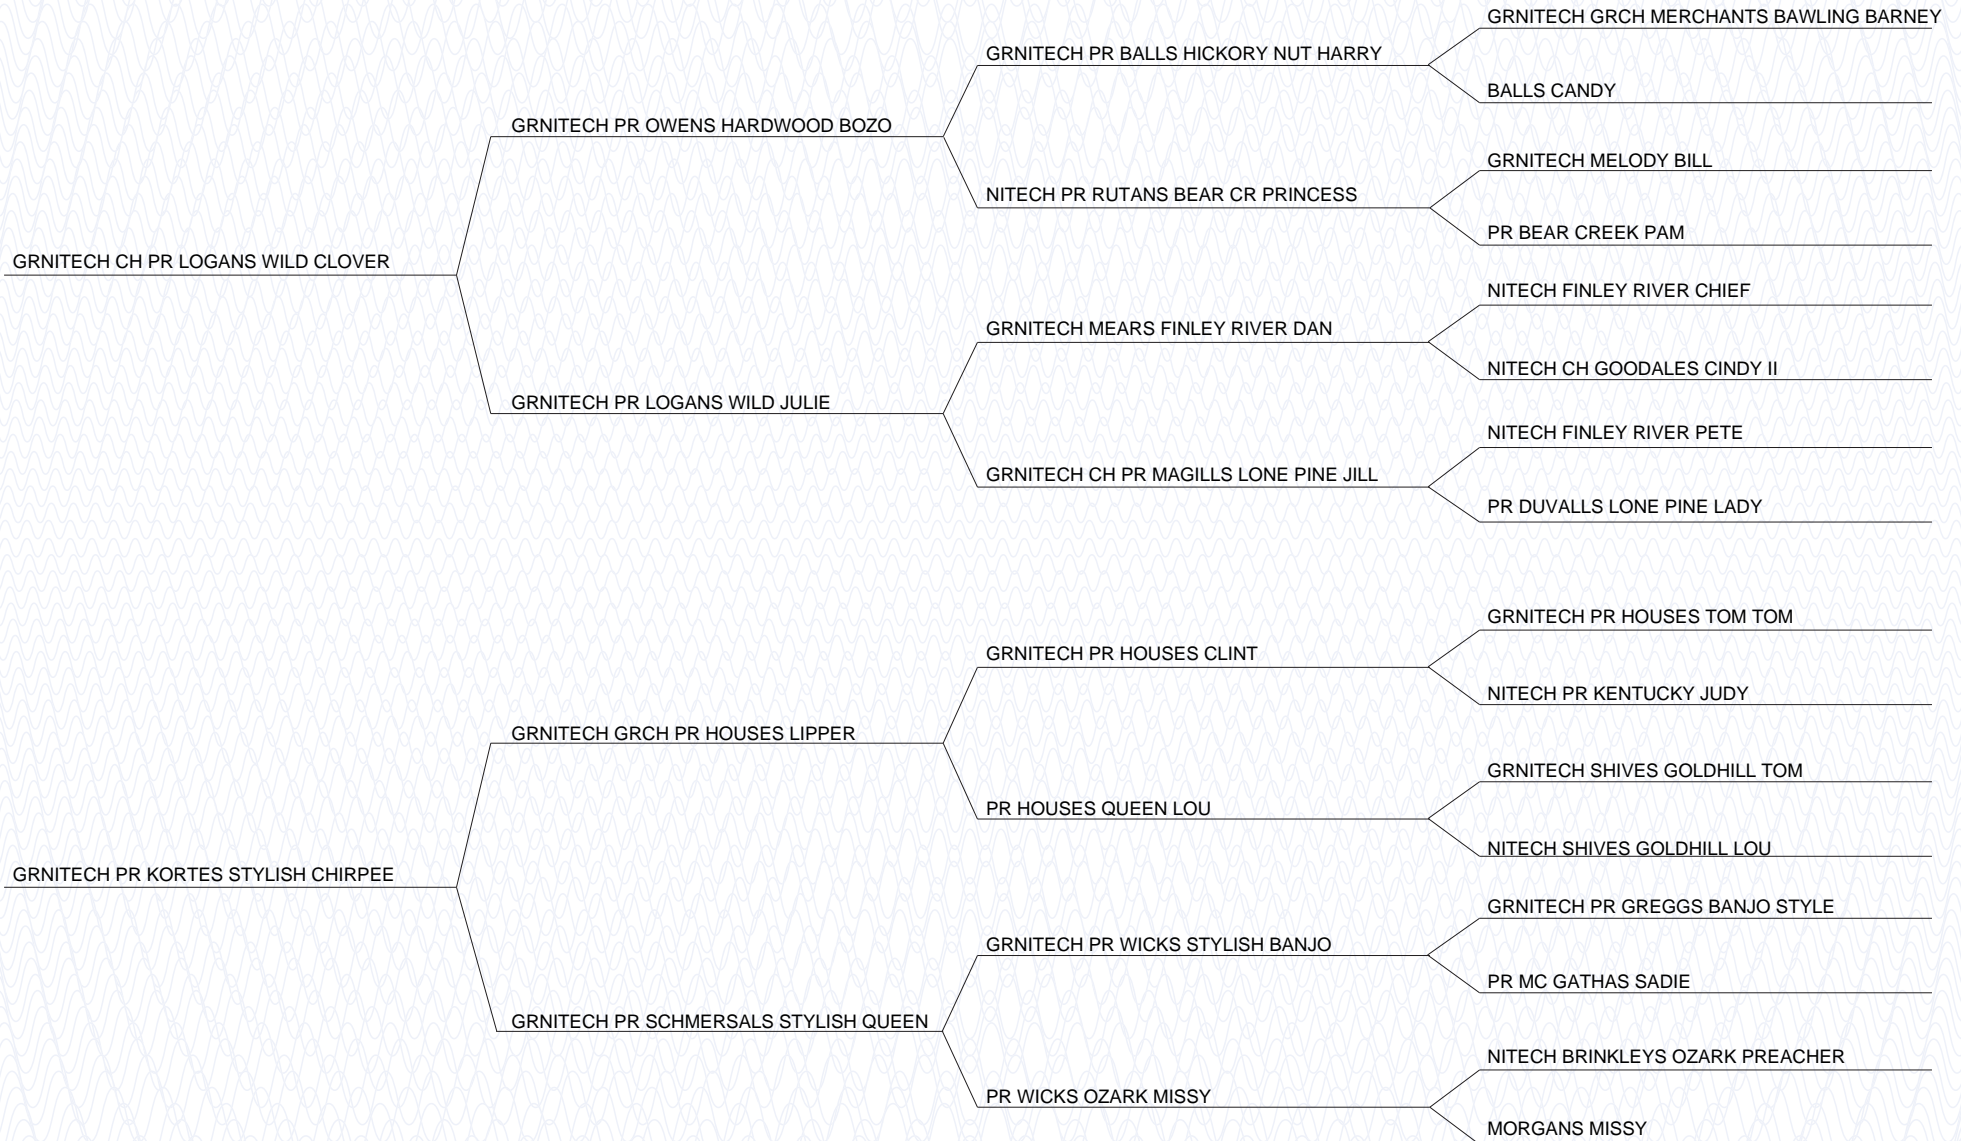 GRNITECH GRCH MERCHANTS BAWLING BARNEY
GRNITECH PR BALLS HICKORY NUT HARRY
BALLS CANDY
GRNITECH PR OWENS HARDWOOD BOZO
GRNITECH MELODY BILL
NITECH PR RUTANS BEAR CR PRINCESS
PR BEAR CREEK PAM
GRNITECH CH PR LOGANS WILD CLOVER
NITECH FINLEY RIVER CHIEF
GRNITECH MEARS FINLEY RIVER DAN
NITECH CH GOODALES CINDY II
GRNITECH PR LOGANS WILD JULIE
NITECH FINLEY RIVER PETE
GRNITECH CH PR MAGILLS LONE PINE JILL
PR DUVALLS LONE PINE LADY
GRNITECH PR HOUSES TOM TOM
GRNITECH PR HOUSES CLINT
NITECH PR KENTUCKY JUDY
GRNITECH GRCH PR HOUSES LIPPER
GRNITECH SHIVES GOLDHILL TOM
PR HOUSES QUEEN LOU
NITECH SHIVES GOLDHILL LOU
GRNITECH PR KORTES STYLISH CHIRPEE
GRNITECH PR GREGGS BANJO STYLE
GRNITECH PR WICKS STYLISH BANJO
PR MC GATHAS SADIE
GRNITECH PR SCHMERSALS STYLISH QUEEN
NITECH BRINKLEYS OZARK PREACHER
PR WICKS OZARK MISSY
MORGANS MISSY